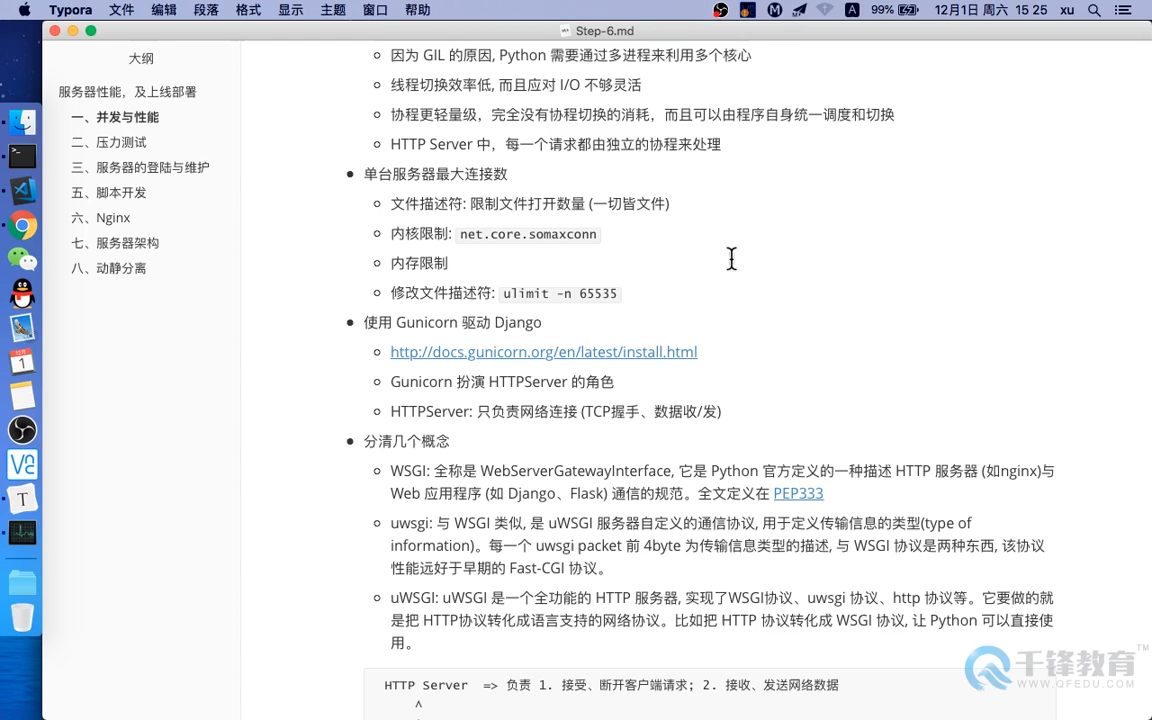 Typora 文件 编辑 段落 格式 显示 主题 窗口 帮助 99% 12月1日 周六 15 25 xu
Step-6.md
大纲
服务器性能，及上线部署
一、并发与性能
二、压力测试
三、服务器的登陆与维护
五、脚本开发
六、Nginx
七、服务器架构
八、动静分离
因为 GIL 的原因, Python 需要通过多进程来利用多个核心
线程切换效率低, 而且应对 I/O 不够灵活
协程更轻量级，完全没有协程切换的消耗，而且可以由程序自身统一调度和切换
HTTP Server 中，每一个请求都由独立的协程来处理
单台服务器最大连接数
文件描述符: 限制文件打开数量 (一切皆文件)
内核限制: net.core.somaxconn
内存限制
修改文件描述符: ulimit -n 65535
使用 Gunicorn 驱动 Django
http://docs.gunicorn.org/en/latest/install.html
Gunicorn 扮演 HTTPServer 的角色
HTTPServer: 只负责网络连接 (TCP握手、数据收/发)
分清几个概念
WSGI: 全称是 WebServerGatewayInterface, 它是 Python 官方定义的一种描述 HTTP 服务器 (如nginx)与
Web 应用程序 (如 Django、Flask) 通信的规范。全文定义在 PEP333
uwsgi: 与 WSGI 类似, 是 uWSGI 服务器自定义的通信协议, 用于定义传输信息的类型(type of
information)。每一个 uwsgi packet 前 4byte 为传输信息类型的描述, 与 WSGI 协议是两种东西, 该协议
性能远好于早期的 Fast-CGI 协议。
uWSGI: uWSGI 是一个全功能的 HTTP 服务器, 实现了WSGI协议、uwsgi 协议、http 协议等。它要做的就
是把 HTTP协议转化成语言支持的网络协议。比如把 HTTP 协议转化成 WSGI 协议, 让 Python 可以直接使
用。
HTTP Server => 负责 1. 接受、断开客户端请求; 2. 接收、发送网络数据
^
千锋教育 TM
WWW.QFEDU.COM